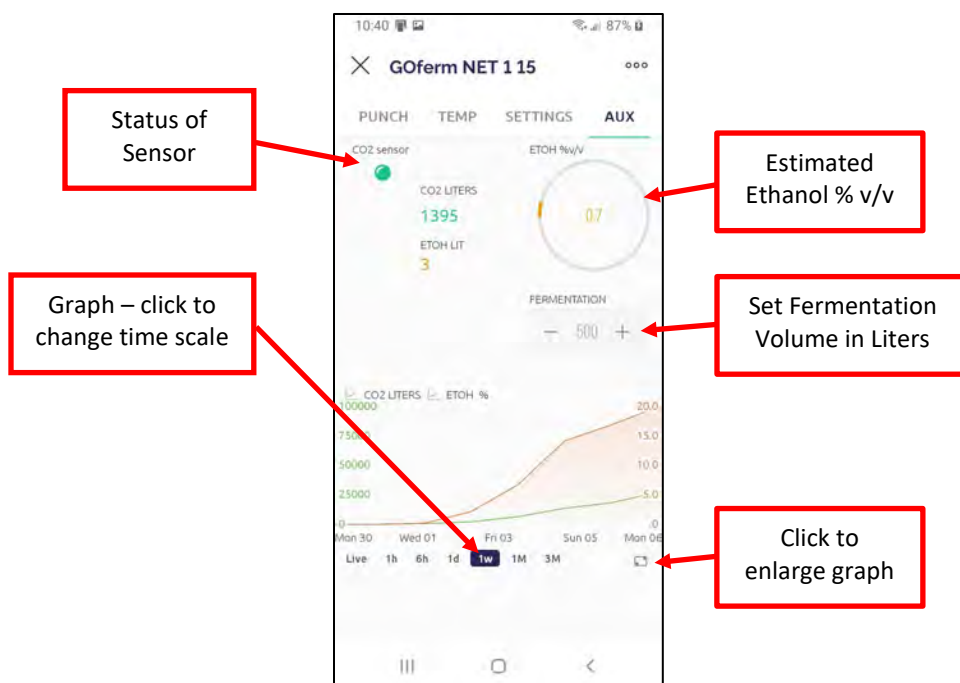 10:40
87%
GOferm NET 1 15
PUNCH TEMP SETTINGS AUX
Status of
Sensor
CO2 sensor
ETOH %v/v
Estimated
Ethanol % v/v
CO2 LITERS
1395
07
ETOH LIT
3
Graph – click to
change time scale
FERMENTATION
— 500 +
Set Fermentation
Volume in Liters
CO2 LITERS ETOH %
100000 20.0
75000 15.0
50000 10.0
25000 5.0
0 .0
Mon 30 Wed 01 Fri 03 Sun 05 Mon 06
Live 1h 6h 1d 1w 1M 3M
Click to
enlarge graph